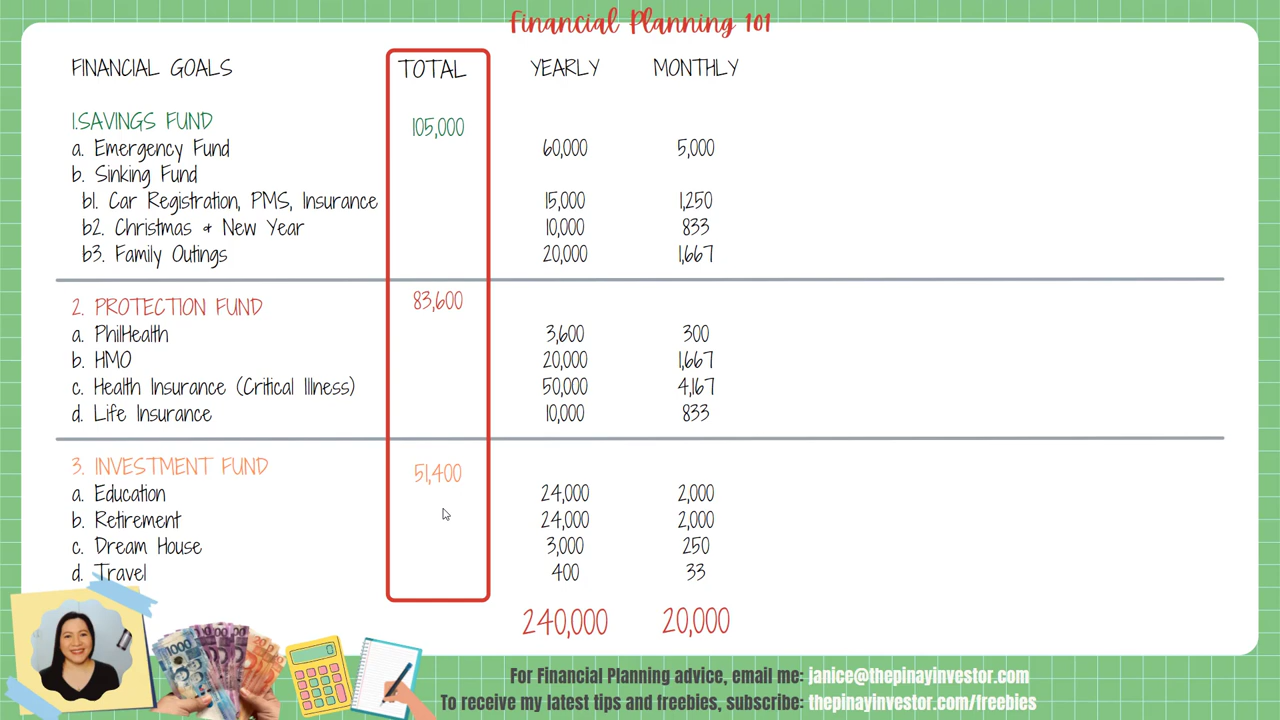 Financial Planning 101
FINANCIAL GOALS TOTAL YEARLY MONTHLY
1.SAVINGS FUND 105,000
a. Emergency Fund 60,000 5,000
b. Sinking Fund
b1. Car Registration, PMS, Insurance 15,000 1,250
b2. Christmas & New Year 10,000 833
b3. Family Outings 20,000 1,667
2. PROTECTION FUND 83,600
a. PhilHealth 3,600 300
b. HMO 20,000 1,667
c. Health Insurance (Critical Illness) 50,000 4,167
d. Life Insurance 10,000 833
3. INVESTMENT FUND 51,400
a. Education 24,000 2,000
b. Retirement 24,000 2,000
c. Dream House 3,000 250
d. Travel 400 33
240,000 20,000
1000
0
For Financial Planning advice, email me: janice@thepinayinvestor.com
To receive my latest tips and freebies, subscribe: thepinayinvestor.com/freebies